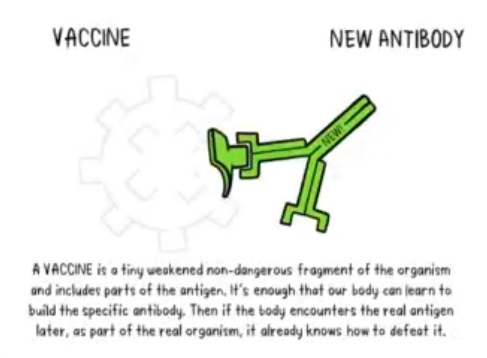 VACCINE
NEW ANTIBODY
NEW!
A VACCINE is a tiny weakened non-dangerous fragment of the organism
and includes parts of the antigen. It's enough that our body can learn to
build the specific antibody. Then if the body encounters the real antigen
later, as part of the real organism, it already knows how to defeat it.